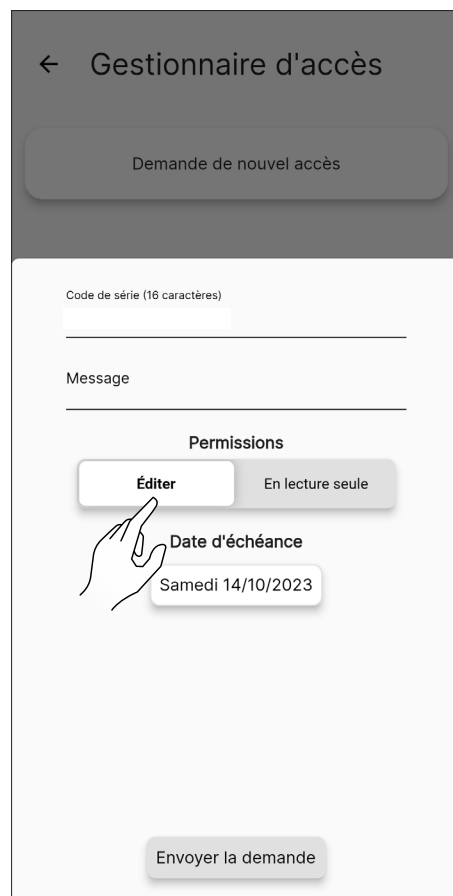 Gestionnaire d'accès
Demande de nouvel accès
Code de série (16 caractères)
Message
Permissions
Éditer
En lecture seule
Date d'échéance
Samedi 14/10/2023
Envoyer la demande